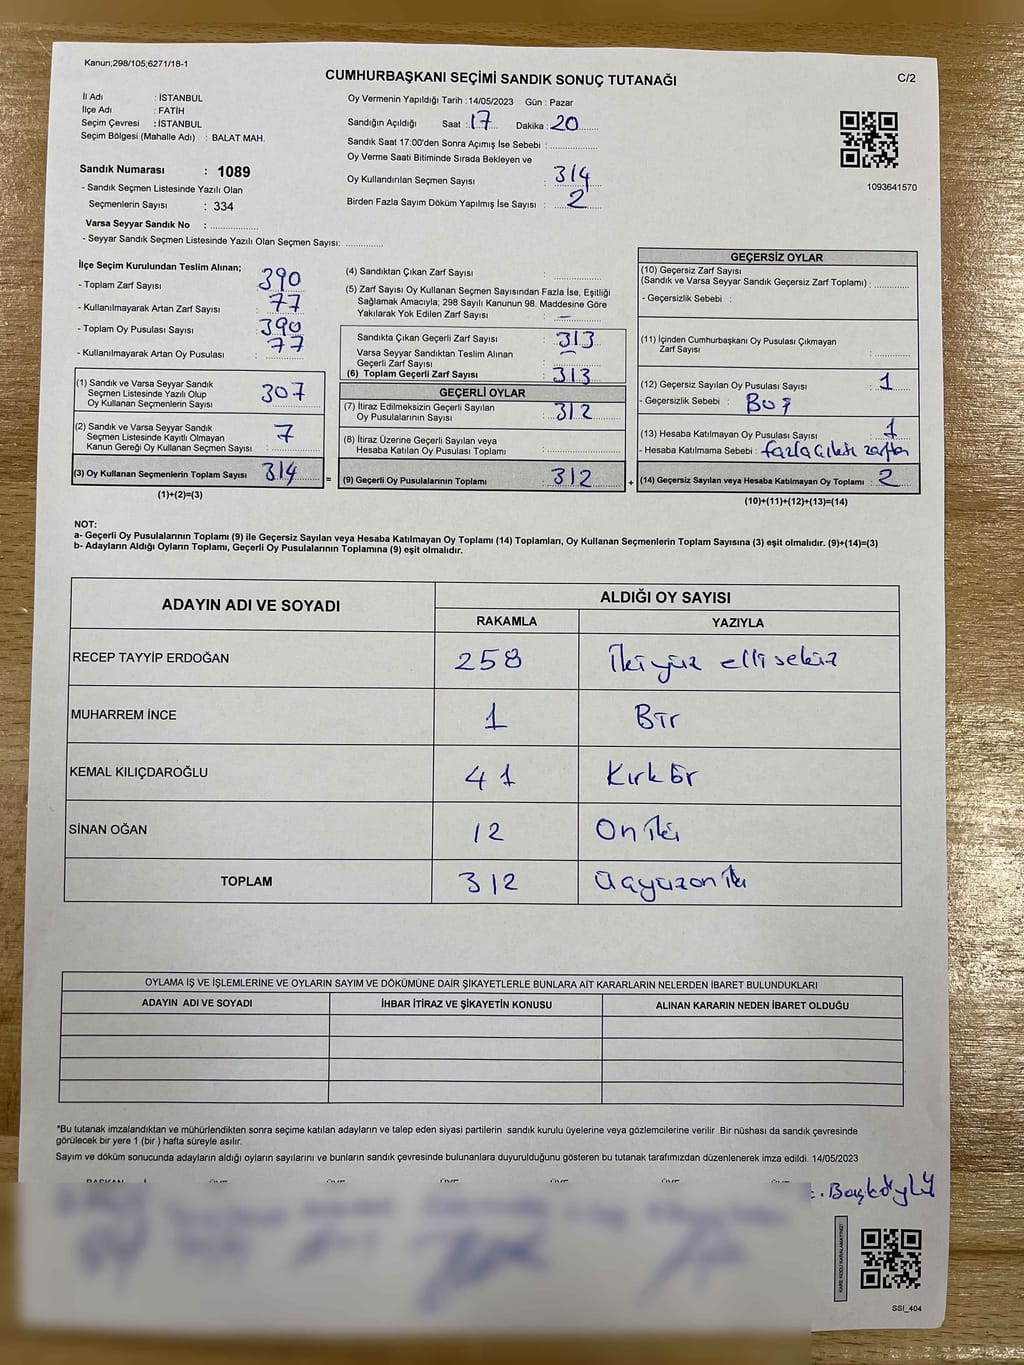 Kanun;298/105;6271/18-1
CUMHURBAŞKANI SEÇİMİ SANDIK SONUÇ TUTANAĞI
C/2
İl Adı : İSTANBUL
İlçe Adı : FATİH
Seçim Çevresi : İSTANBUL
Seçim Bölgesi (Mahalle Adı) : BALAT MAH.
Sandık Numarası : 1089
- Sandık Seçmen Listesinde Yazılı Olan
Seçmenlerin Sayısı : 334
Varsa Seyyar Sandık No :
- Seyyar Sandık Seçmen Listesinde Yazılı Olan Seçmen Sayısı:
Oy Vermenin Yapıldığı Tarih :14/05/2023 Gün : Pazar
Sandığın Açıldığı Saat : 17 Dakika : 20
Sandık Saat 17:00'den Sonra Açımış İse Sebebi :
Oy Verme Saati Bitiminde Sırada Bekleyen ve
Oy Kullandırılan Seçmen Sayısı : 314
Birden Fazla Sayım Döküm Yapılmış İse Sayısı : 2
1093641570
İlçe Seçim Kurulundan Teslim Alınan;
- Toplam Zarf Sayısı : 390
- Kullanılmayarak Artan Zarf Sayısı : 77
- Toplam Oy Pusulası Sayısı : 390
- Kullanılmayarak Artan Oy Pusulası : 77
(1) Sandık ve Varsa Seyyar Sandık
Seçmen Listesinde Yazılı Olup
Oy Kullanan Seçmenlerin Sayısı : 307
(2) Sandık ve Varsa Seyyar Sandık
Seçmen Listesinde Kayıtlı Olmayan
Kanun Gereği Oy Kullanan Seçmen Sayısı : 7
(3) Oy Kullanan Seçmenlerin Toplam Sayısı 314
(1)+(2)=(3)
(4) Sandıktan Çıkan Zarf Sayısı :
(5) Zarf Sayısı Oy Kullanan Seçmen Sayısından Fazla İse, Eşitliği
Sağlamak Amacıyla; 298 Sayılı Kanunun 98. Maddesine Göre
Yakılarak Yok Edilen Zarf Sayısı : –
Sandıkta Çıkan Geçerli Zarf Sayısı : 313
Varsa Seyyar Sandıktan Teslim Alınan
Geçerli Zarf Sayısı : –
(6) Toplam Geçerli Zarf Sayısı : 313
GEÇERLİ OYLAR
(7) İtiraz Edilmeksizin Geçerli Sayılan
Oy Pusulalarının Sayısı : 312
(8) İtiraz Üzerine Geçerli Sayılan veya
Hesaba Katılan Oy Pusulası Toplamı :
= (9) Geçerli Oy Pusulalarının Toplamı : 312
GEÇERSİZ OYLAR
(10) Geçersiz Zarf Sayısı
(Sandık ve Varsa Seyyar Sandık Geçersiz Zarf Toplamı) :
- Geçersizlik Sebebi :
(11) İçinden Cumhurbaşkanı Oy Pusulası Çıkmayan
Zarf Sayısı :
(12) Geçersiz Sayılan Oy Pusulası Sayısı : 1
- Geçersizlik Sebebi : Boş
(13) Hesaba Katılmayan Oy Pusulası Sayısı : 1
- Hesaba Katılmama Sebebi : fazla çıktı zarftan
+ (14) Geçersiz Sayılan veya Hesaba Katılmayan Oy Toplamı : 2
(10)+(11)+(12)+(13)=(14)
NOT:
a- Geçerli Oy Pusulalarının Toplamı (9) ile Geçersiz Sayılan veya Hesaba Katılmayan Oy Toplamı (14) Toplamları, Oy Kullanan Seçmenlerin Toplam Sayısına (3) eşit olmalıdır. (9)+(14)=(3)
b- Adayların Aldığı Oyların Toplamı, Geçerli Oy Pusulalarının Toplamına (9) eşit olmalıdır.
ADAYIN ADI VE SOYADI ALDIĞI OY SAYISI
RAKAMLA YAZIYLA
RECEP TAYYİP ERDOĞAN 258 İkiyüz elli sekiz
MUHARREM İNCE 1 Bir
KEMAL KILIÇDAROĞLU 41 Kırk bir
SİNAN OĞAN 12 On iki
TOPLAM 312 Üçyüzon iki
OYLAMA İŞ VE İŞLEMLERİNE VE OYLARIN SAYIM VE DÖKÜMÜNE DAİR ŞİKAYETLERLE BUNLARA AİT KARARLARIN NELERDEN İBARET BULUNDUKLARI
ADAYIN ADI VE SOYADI İHBAR İTİRAZ VE ŞİKAYETİN KONUSU ALINAN KARARIN NEDEN İBARET OLDUĞU
*Bu tutanak imzalandıktan ve mühürlendikten sonra seçime katılan adayların ve talep eden siyasi partilerin sandık kurulu üyelerine veya gözlemcilerine verilir .Bir nüshası da sandık çevresinde
görülecek bir yere 1 (bir ) hafta süreyle asılır.
Sayım ve döküm sonucunda adayların aldığı oyların sayılarını ve bunların sandık çevresinde bulunanlara duyurulduğunu gösteren bu tutanak tarafımızdan düzenlenerek imza edildi. 14/05/2023
BAŞKAN ÜYE ÜYE ÜYE ÜYE ÜYE
Başköylü
KARE KODU KARALAMAYINIZ!
SSI_404